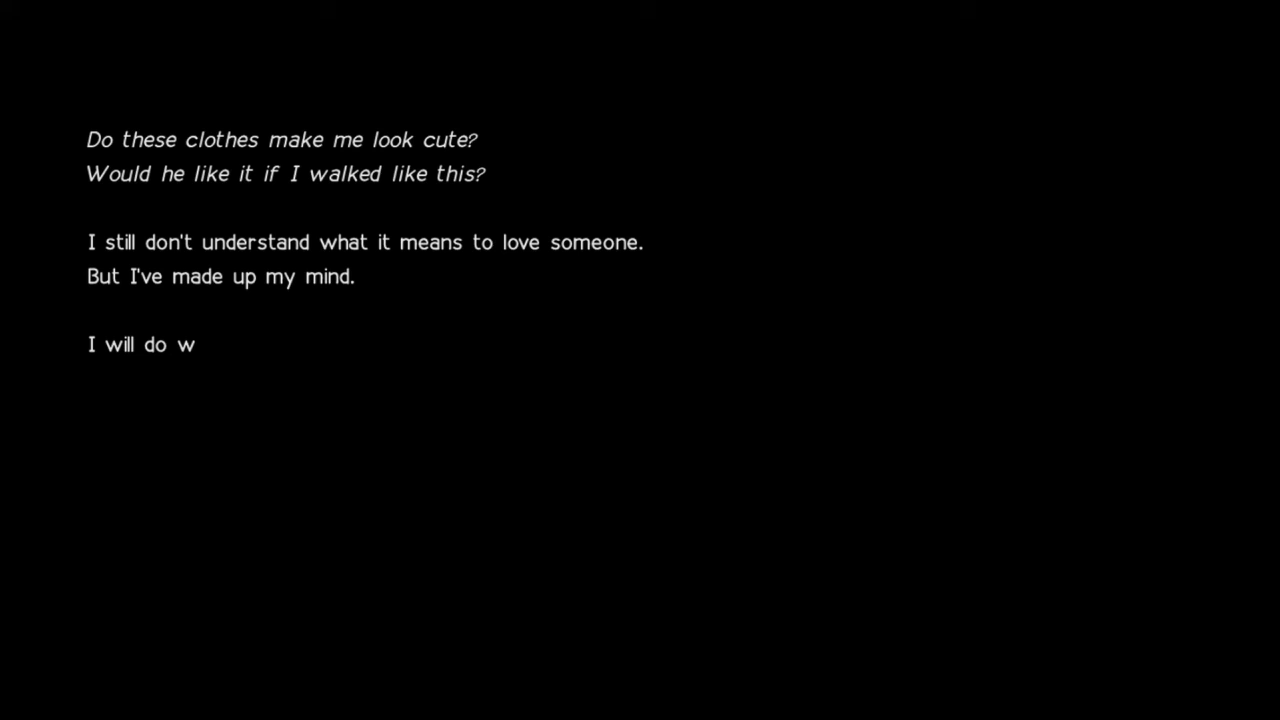 Do these clothes make me look cute?
Would he like it if I walked like this?
I still don't understand what it means to love someone.
But I've made up my mind.
I will do w